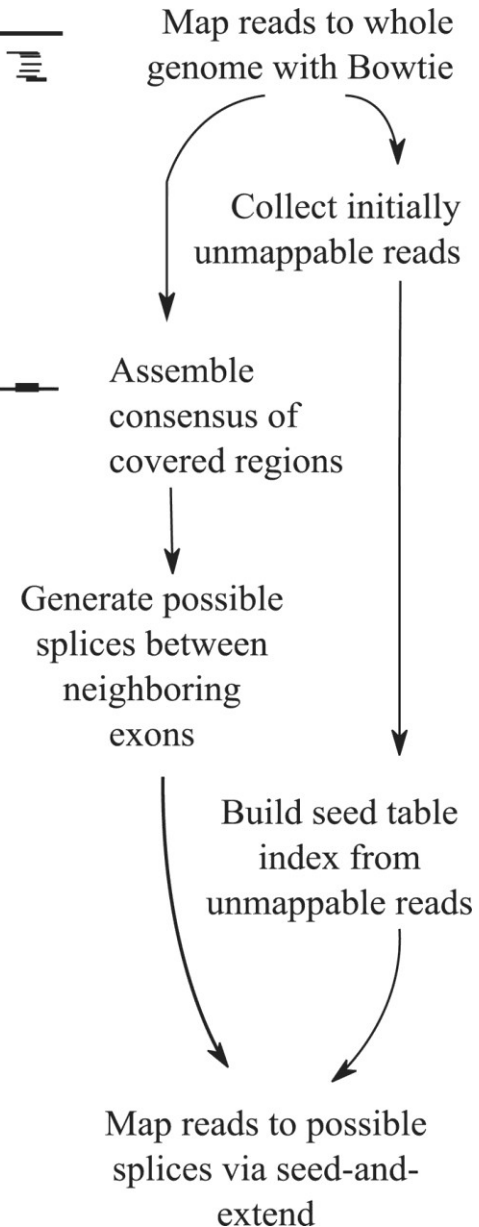 Map reads to whole
genome with Bowtie
Collect initially
unmappable reads
Assemble
consensus of
covered regions
Generate possible
splices between
neighboring
exons
Build seed table
index from
unmappable reads
Map reads to possible
splices via seed-and-
extend